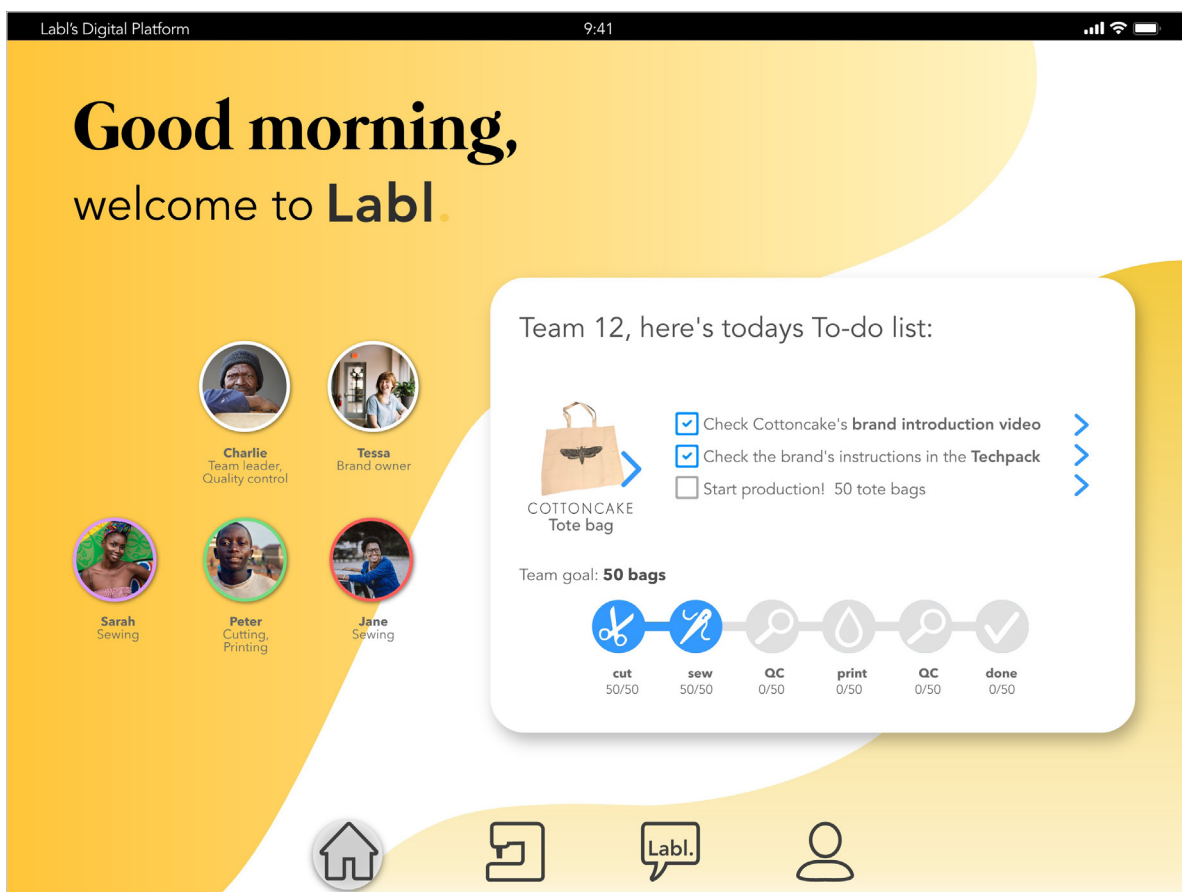 Labl's Digital Platform
9:41
Good morning,
welcome to Labl.
Team 12, here's todays To-do list:
Check Cottoncake's brand introduction video
Check the brand's instructions in the Techpack
Start production! 50 tote bags
COTTONCAKE
Tote bag
Team goal: 50 bags
cut
50/50
sew
50/50
QC
0/50
print
0/50
QC
0/50
done
0/50
Charlie
Team leader,
Quality control
Tessa
Brand owner
Sarah
Sewing
Peter
Cutting,
Printing
Jane
Sewing
Labl.